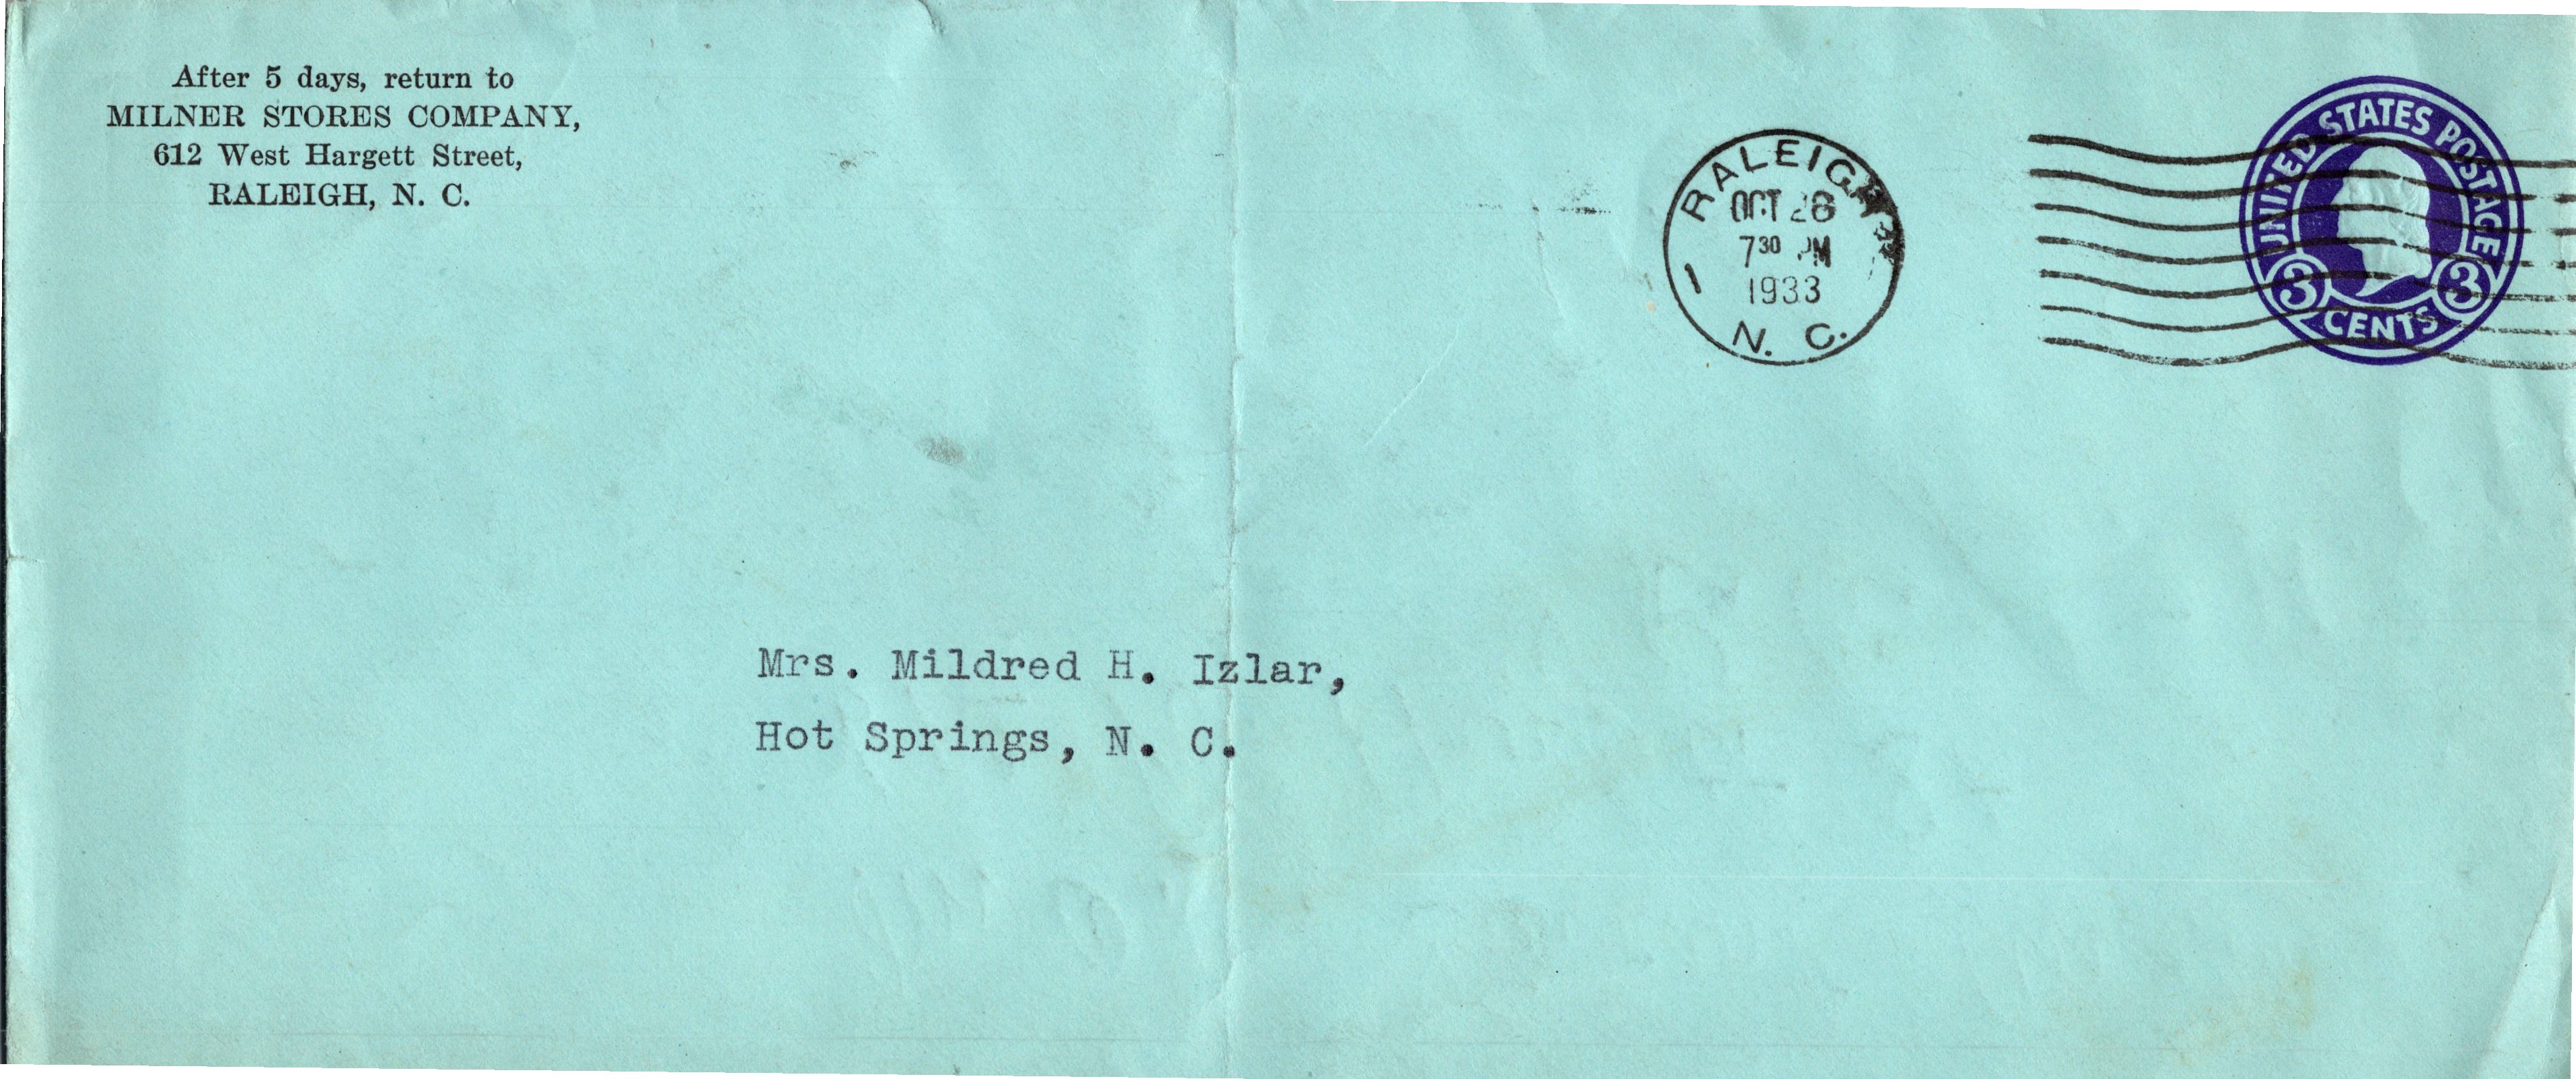 After 5 days, return to
MILNER STORES COMPANY,
612 West Hargett Street,
RALEIGH, N. C.
RALEIGH
OCT 26
7 30 PM
1933
1
N. C.
UNITED STATES POSTAGE
3 3
CENTS
Mrs. Mildred H. Izlar,
Hot Springs, N. C.